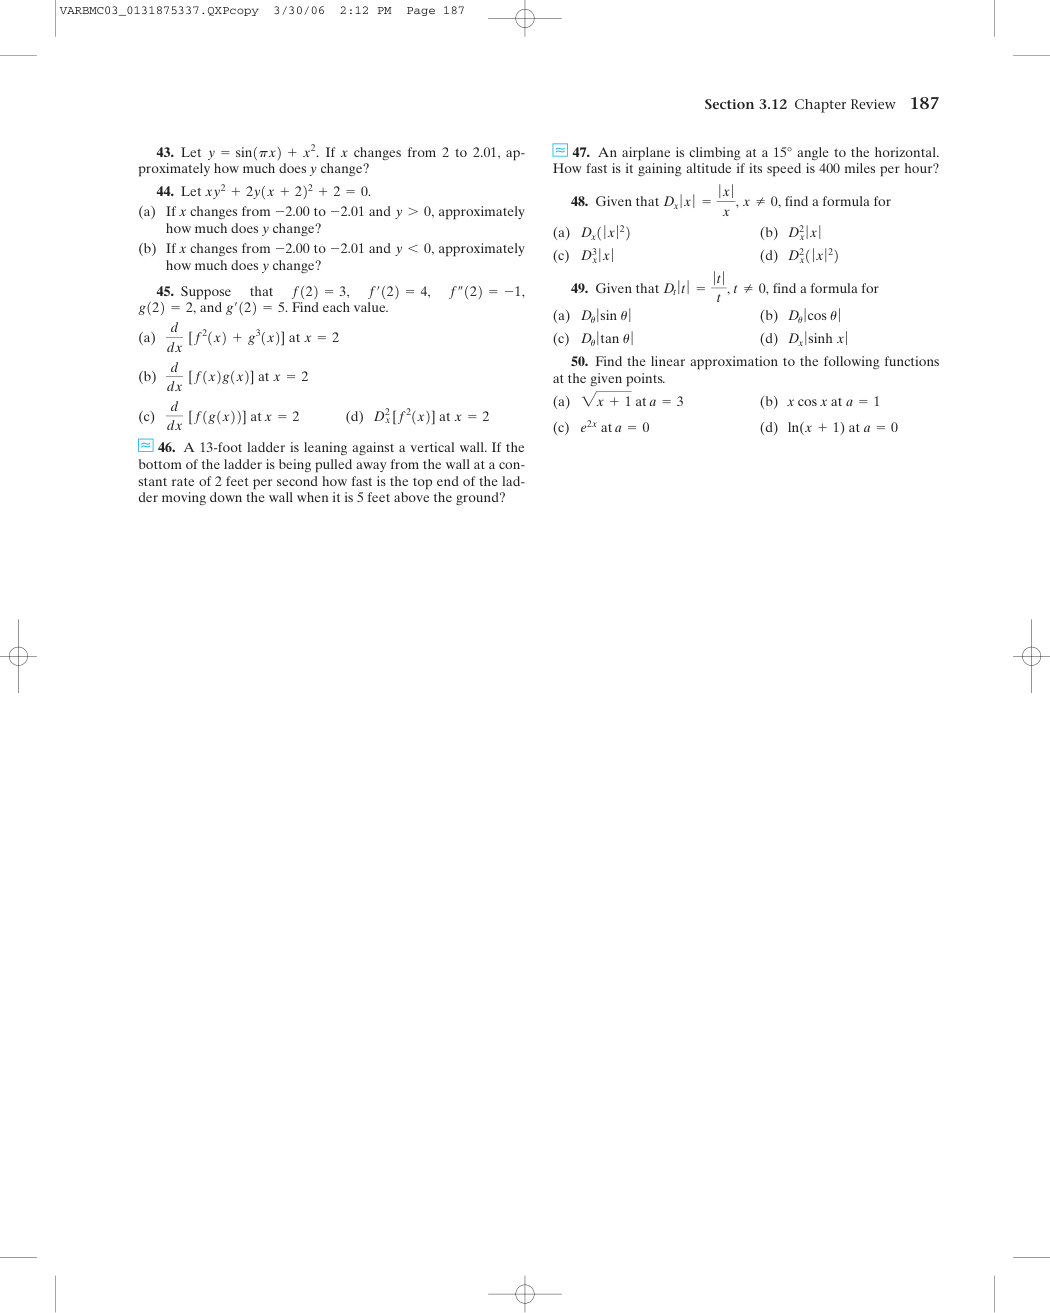 VARBMC03_0131875337.QXPcopy 3/30/06 2:12 PM Page 187
Section 3.12 Chapter Review 187
43. Let y = sin(πx) + x². If x changes from 2 to 2.01, ap-
proximately how much does y change?
44. Let xy² + 2y(x + 2)² + 2 = 0.
(a) If x changes from −2.00 to −2.01 and y > 0, approximately
how much does y change?
(b) If x changes from −2.00 to −2.01 and y < 0, approximately
how much does y change?
45. Suppose that f(2) = 3, f′(2) = 4, f″(2) = −1,
g(2) = 2, and g′(2) = 5. Find each value.
(a) d/dx [f²(x) + g³(x)] at x = 2
(b) d/dx [f(x)g(x)] at x = 2
(c) d/dx [f(g(x))] at x = 2 (d) Dₓ²[f²(x)] at x = 2
≈ 46. A 13-foot ladder is leaning against a vertical wall. If the
bottom of the ladder is being pulled away from the wall at a con-
stant rate of 2 feet per second how fast is the top end of the lad-
der moving down the wall when it is 5 feet above the ground?
≈ 47. An airplane is climbing at a 15° angle to the horizontal.
How fast is it gaining altitude if its speed is 400 miles per hour?
48. Given that Dₓ|x| = |x|/x, x ≠ 0, find a formula for
(a) Dₓ(|x|²) (b) Dₓ²|x|
(c) Dₓ³|x| (d) Dₓ²(|x|²)
49. Given that Dₜ|t| = |t|/t, t ≠ 0, find a formula for
(a) D_θ|sin θ| (b) D_θ|cos θ|
(c) D_θ|tan θ| (d) Dₓ|sinh x|
50. Find the linear approximation to the following functions
at the given points.
(a) √(x + 1) at a = 3 (b) x cos x at a = 1
(c) e²ˣ at a = 0 (d) ln(x + 1) at a = 0